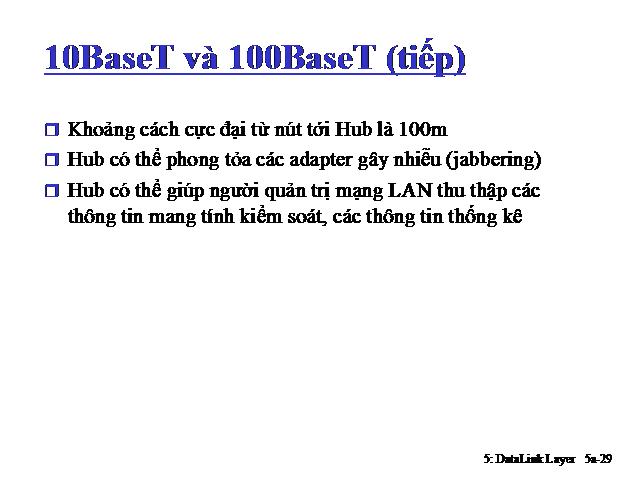 10BaseT và 100BaseT (tiếp)
Khoảng cách cực đại từ nút tới Hub là 100m
Hub có thể phong tỏa các adapter gây nhiễu (jabbering)
Hub có thể giúp người quản trị mạng LAN thu thập các
thông tin mang tính kiểm soát, các thông tin thống kê
5: DataLink Layer 5a-29